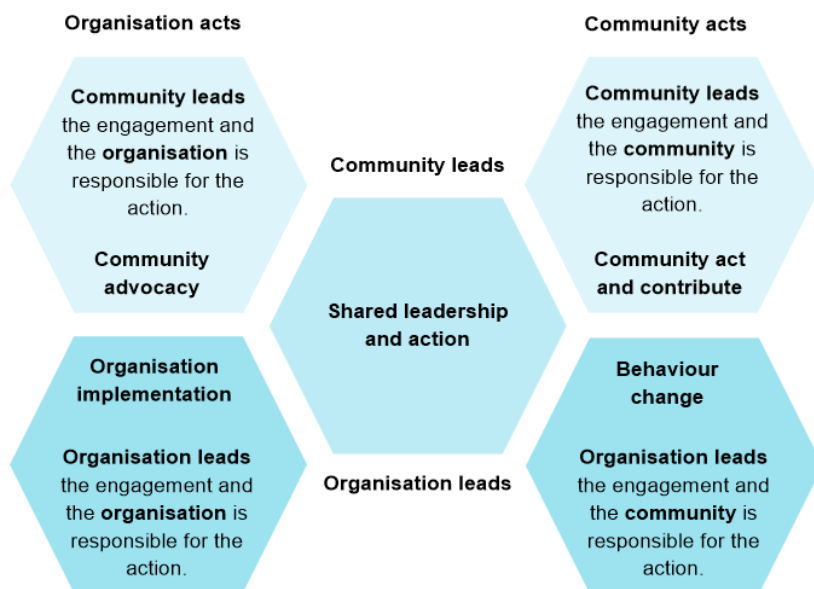 Organisation acts
Community acts
Community leads
the engagement and
the organisation is
responsible for the
action.
Community
advocacy
Community leads
the engagement and
the community is
responsible for the
action.
Community act
and contribute
Community leads
Shared leadership
and action
Organisation leads
Organisation
implementation
Organisation leads
the engagement and
the organisation is
responsible for the
action.
Behaviour
change
Organisation leads
the engagement and
the community is
responsible for the
action.